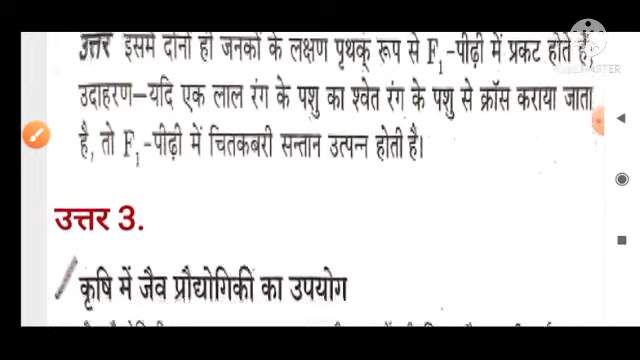 उत्तर इसमें दोनों ही जनकों के लक्षण पृथक् रूप से F₁-पीढ़ी में प्रकट होते हैं,
उदाहरण–यदि एक लाल रंग के पशु का श्वेत रंग के पशु से क्रॉस कराया जाता
है, तो F₁-पीढ़ी में चितकबरी सन्तान उत्पन्न होती है।
उत्तर 3.
कृषि में जैव प्रौद्योगिकी का उपयोग